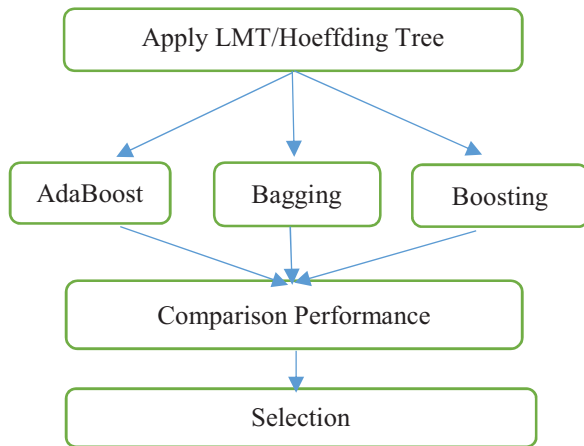 Apply LMT/Hoeffding Tree
AdaBoost
Bagging
Boosting
Comparison Performance
Selection